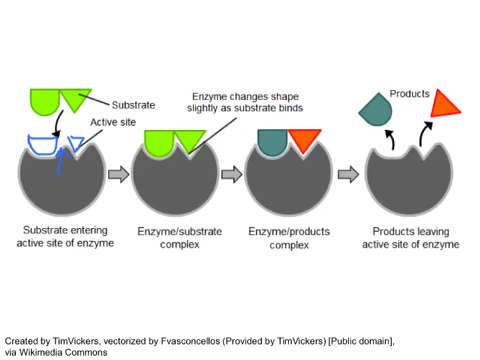 Substrate
Active site
Enzyme changes shape
slightly as substrate binds
Products
Substrate entering
active site of enzyme
Enzyme/substrate
complex
Enzyme/products
complex
Products leaving
active site of enzyme
Created by TimVickers, vectorized by Fvasconcellos (Provided by TimVickers) [Public domain],
via Wikimedia Commons